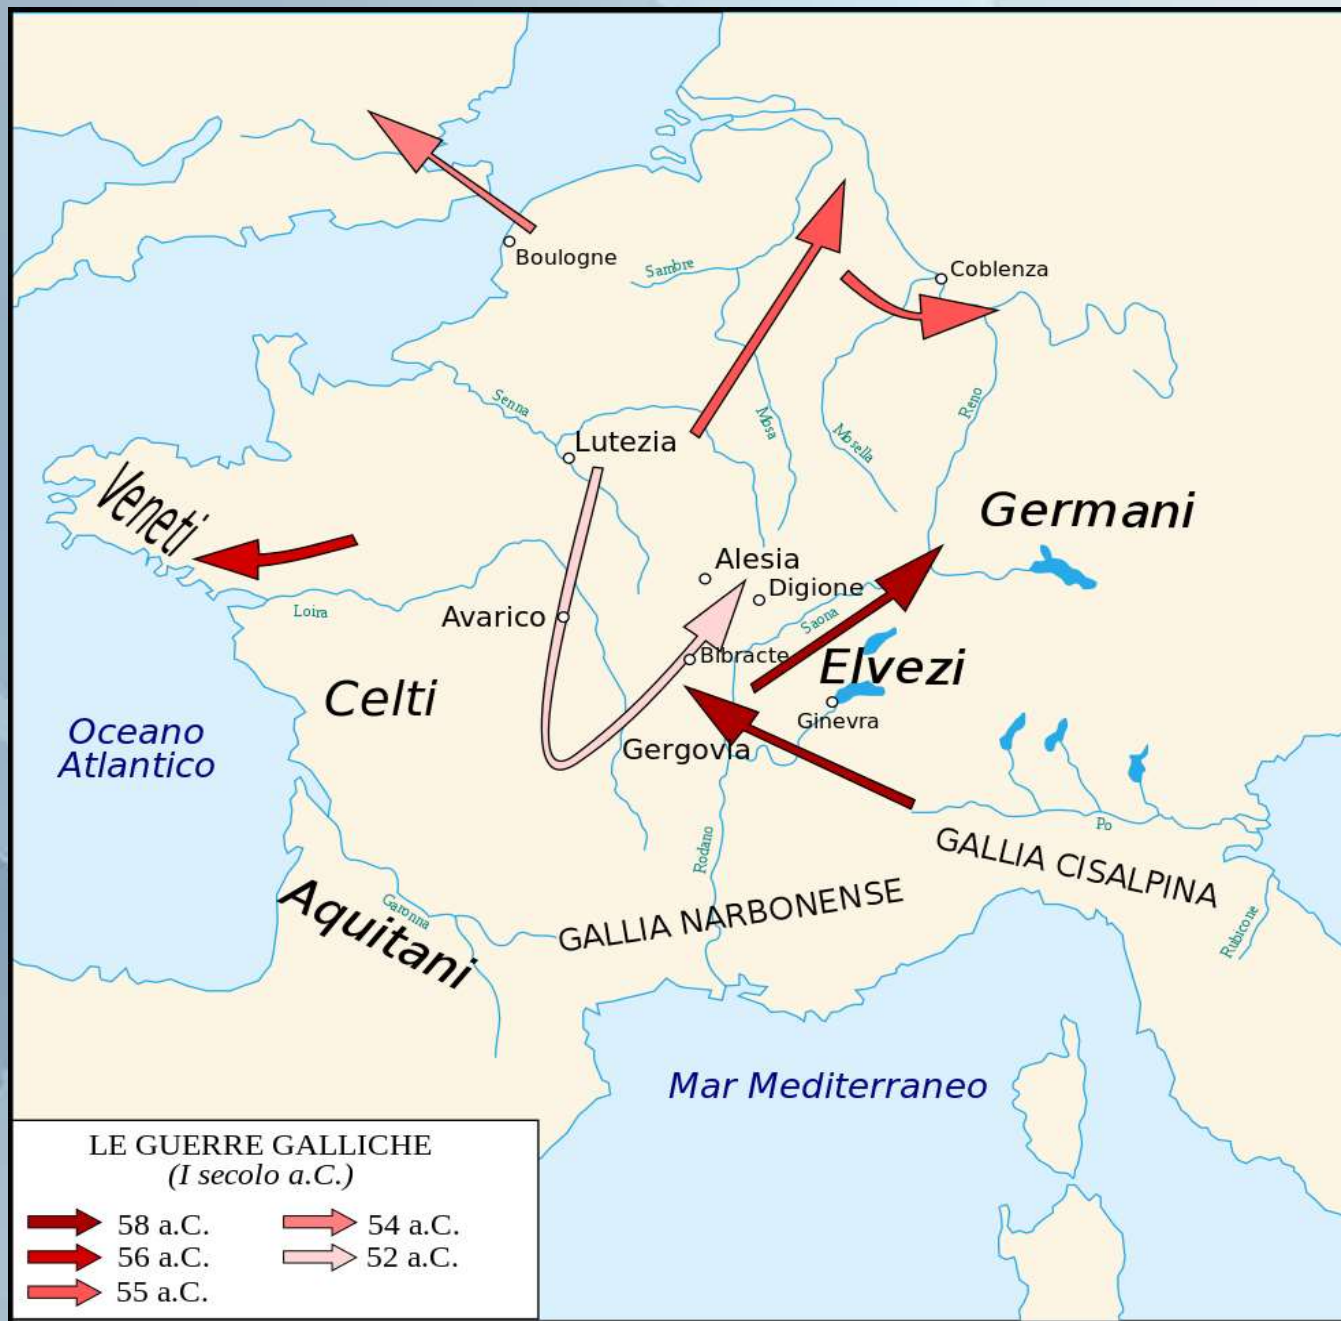 Boulogne
Sambre
Coblenza
Senna
Mosa
Mosella
Reno
Lutezia
Veneti
Germani
Alesia
Digione
Loira
Avarico
Saona
Bibracte
Elvezi
Celti
Ginevra
Oceano
Atlantico
Gergovia
Po
Rodano
GALLIA CISALPINA
Aquitani
Garonna
GALLIA NARBONENSE
Rubicone
Mar Mediterraneo
LE GUERRE GALLICHE
(I secolo a.C.)
58 a.C.
54 a.C.
56 a.C.
52 a.C.
55 a.C.